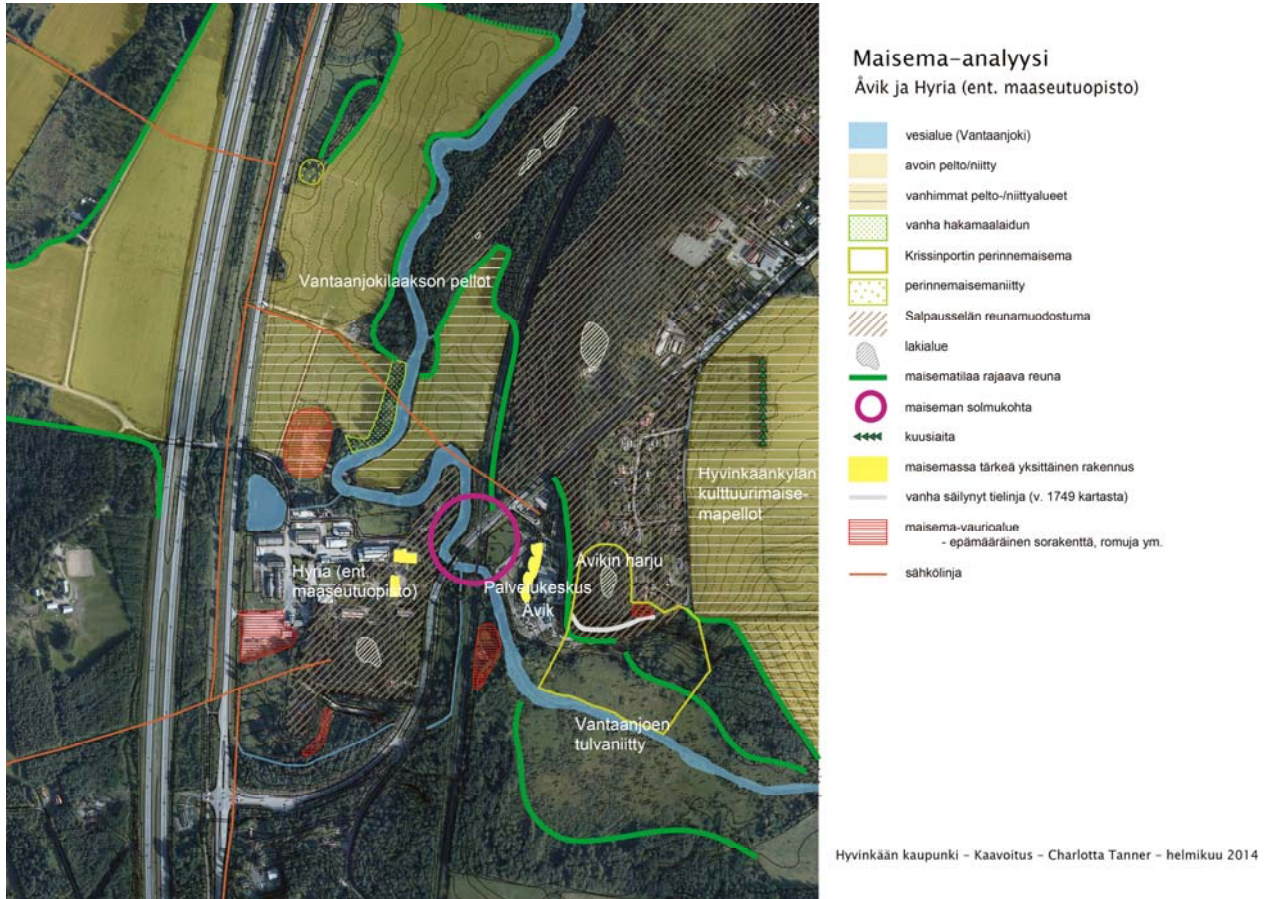 Maisema-analyysi
Åvik ja Hyria (ent. maaseutuopisto)
vesialue (Vantaanjoki)
avoin pelto/niitty
vanhimmat pelto-/niittyalueet
vanha hakamaalaidun
Krissinportin perinnemaisema
perinnemaisemaniitty
Salpausselän reunamuodostuma
lakialue
maisematilaa rajaava reuna
maiseman solmukohta
kuusiaita
maisemassa tärkeä yksittäinen rakennus
vanha säilynyt tielinja (v. 1749 kartasta)
maisema-vaurioalue
- epämääräinen sorakenttä, romuja ym.
sähkölinja
Vantaanjokilaakson pellot
Hyvinkäänkylän
kulttuurimaise-
mapellot
Hyria (ent.
maaseutuopisto)
Palvelukeskus
Åvik
Åvikin harju
Vantaanjoen
tulvaniitty
Hyvinkään kaupunki – Kaavoitus – Charlotta Tanner – helmikuu 2014